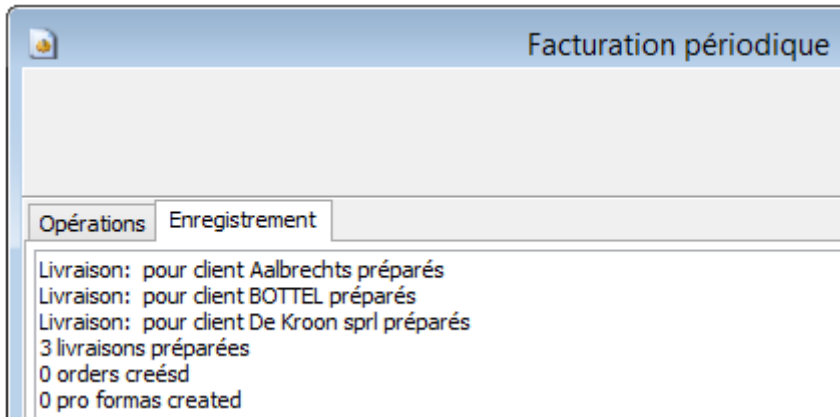 Facturation périodique
Opérations Enregistrement
Livraison:  pour client Aalbrechts préparés
Livraison:  pour client BOTTEL préparés
Livraison:  pour client De Kroon sprl préparés
3 livraisons préparées
0 orders creésd
0 pro formas created